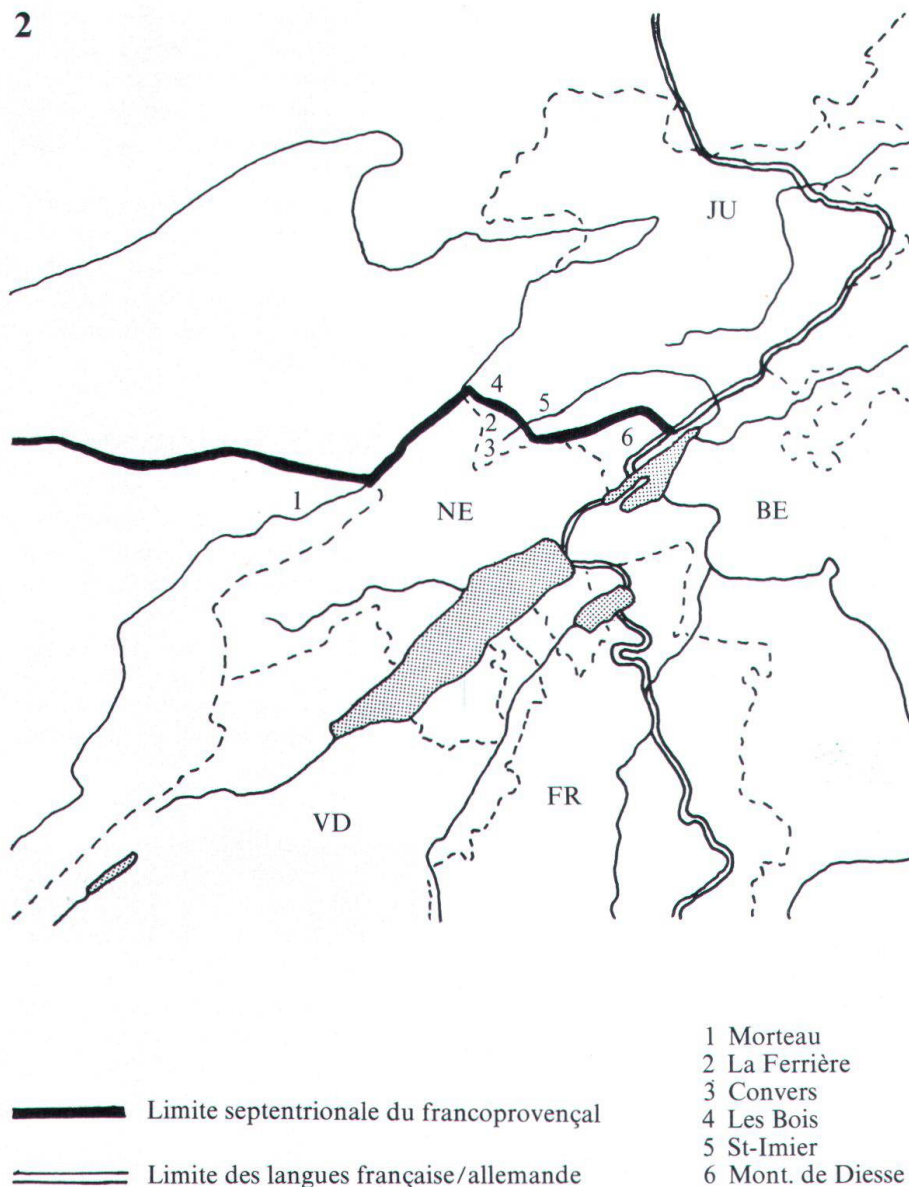 2
JU
4
5
2
3
6
1
NE
BE
VD
FR
1 Morteau
2 La Ferrière
3 Convers
4 Les Bois
5 St-Imier
6 Mont. de Diesse
Limite septentrionale du francoprovençal
Limite des langues française/allemande